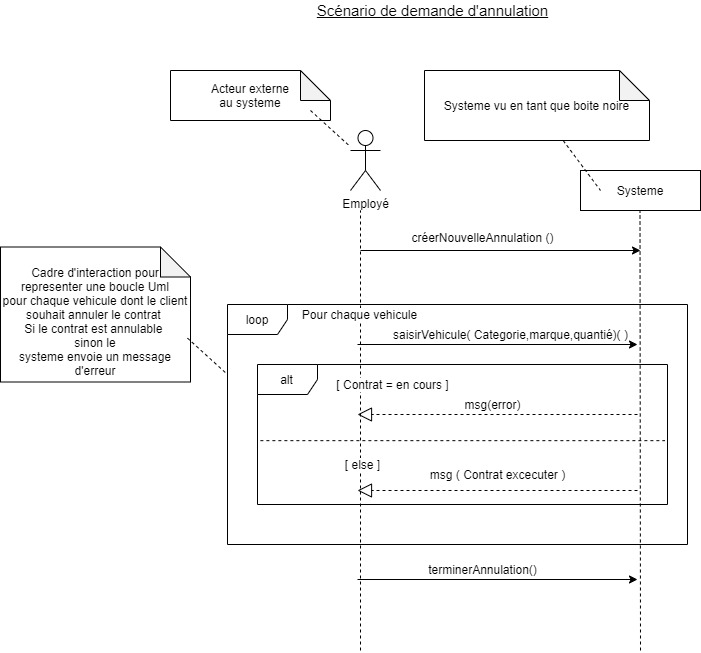 Scénario de demande d'annulation
Acteur externe
au systeme
Systeme vu en tant que boite noire
Employé
Systeme
créerNouvelleAnnulation ()
Cadre d'interaction pour
representer une boucle Uml
pour chaque vehicule dont le client
souhait annuler le contrat
Si le contrat est annulable
sinon le
systeme envoie un message
d'erreur
loop
Pour chaque vehicule
saisirVehicule( Categorie,marque,quantié)( )
alt
[ Contrat = en cours ]
msg(error)
[ else ]
msg ( Contrat excecuter )
terminerAnnulation()